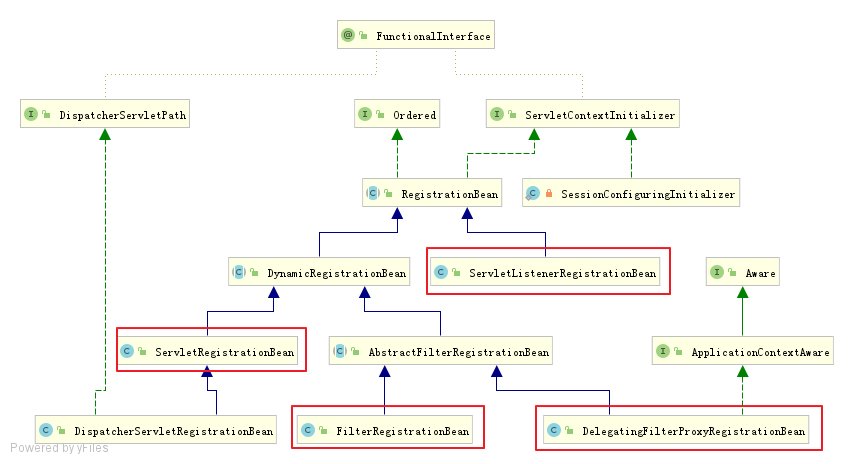 FunctionalInterface
DispatcherServletPath
Ordered
ServletContextInitializer
RegistrationBean
SessionConfiguringInitializer
DynamicRegistrationBean
ServletListenerRegistrationBean
Aware
ServletRegistrationBean
AbstractFilterRegistrationBean
ApplicationContextAware
DispatcherServletRegistrationBean
FilterRegistrationBean
DelegatingFilterProxyRegistrationBean
Powered by yFiles